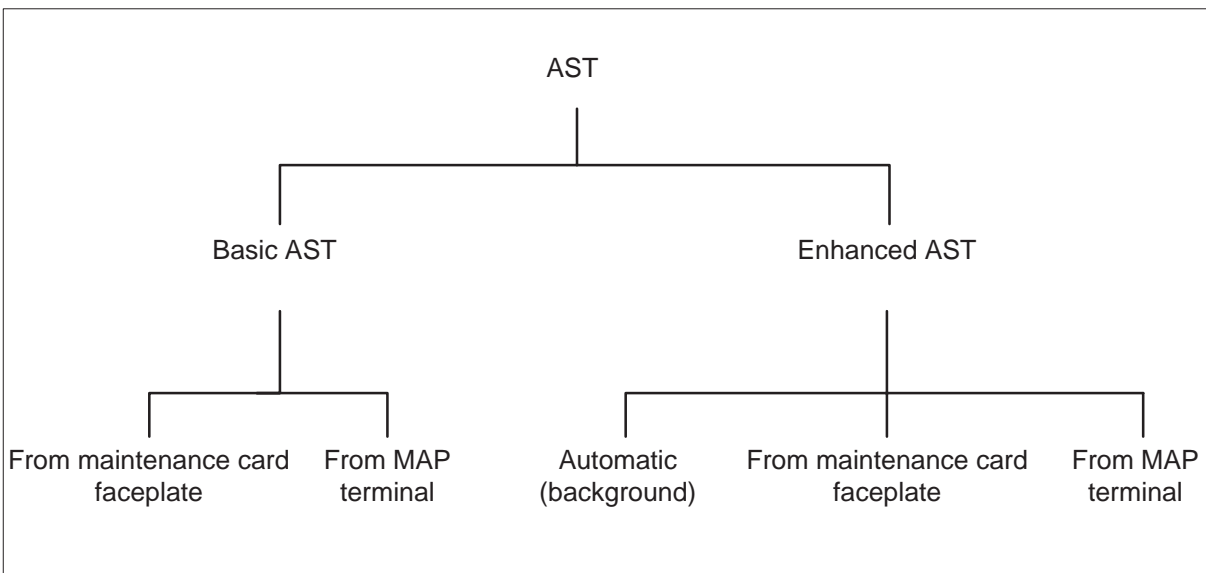 AST
Basic AST
Enhanced AST
From maintenance card
faceplate
From MAP
terminal
Automatic
(background)
From maintenance card
faceplate
From MAP
terminal